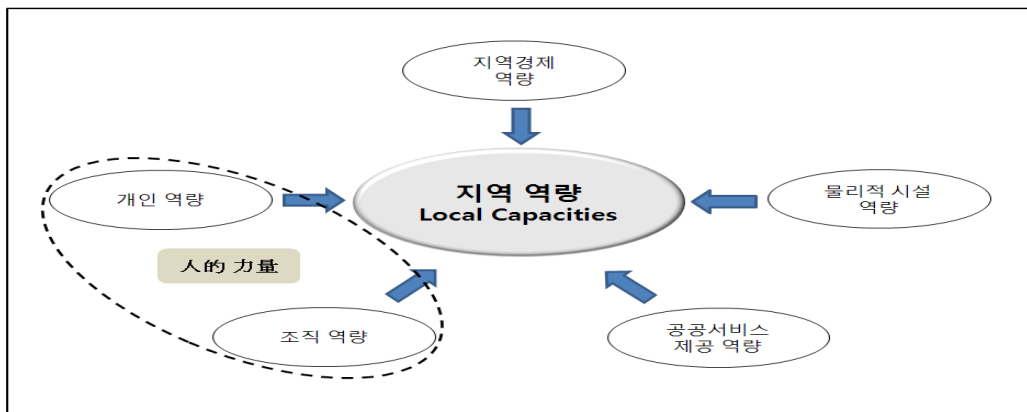 지역경제
역량
개인 역량
지역 역량
Local Capacities
물리적 시설
역량
人的 力量
조직 역량
공공서비스
제공 역량